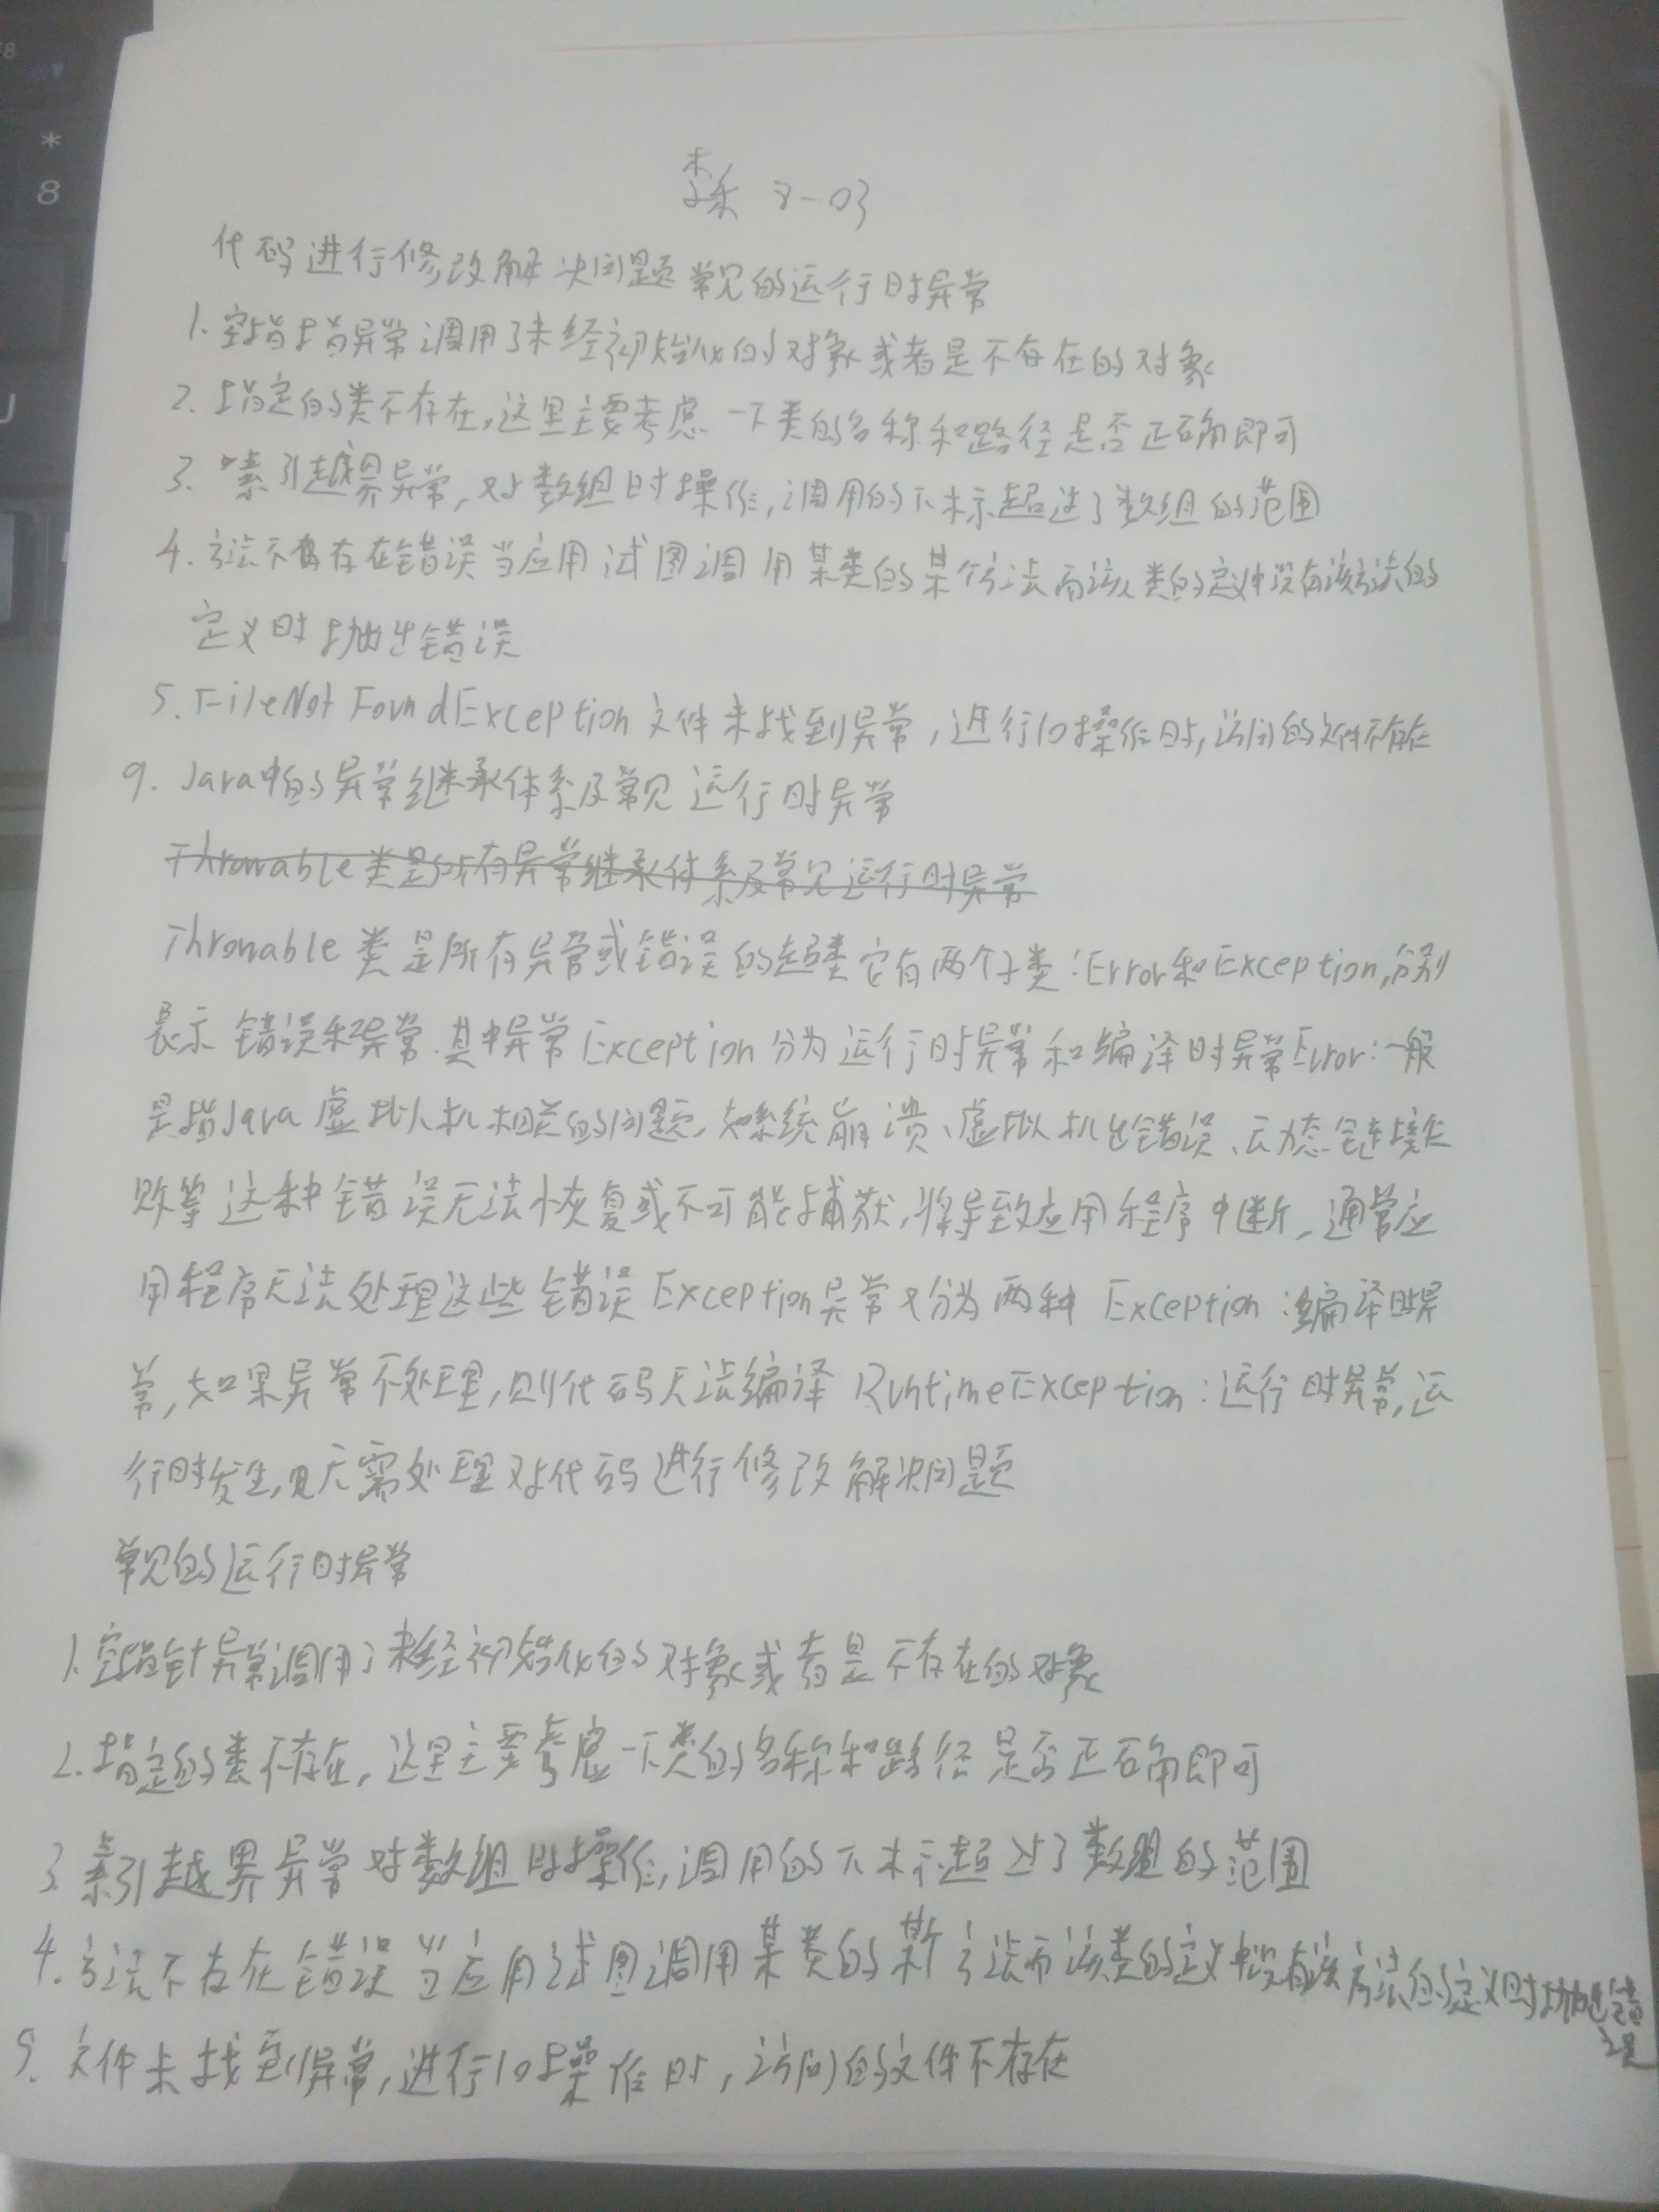 8-03
代码进行修改解决问题常见的运行时异常
1. 空指指异常调用了未经初始化的对象或者是不存在的对象
2. 指定的类不存在,这里主要考虑一下类的名称和路径是否正确即可
3. 索引越界异常,对数组时操作,调用的下标超过了数组的范围
4. 方法不存在错误当应用试图调用某类的某个方法而该类的定义中没有该方法的
定义时抛出错误
5. FileNotFoundException 文件未找到异常,进行IO操作时,访问的文件不存在
9. Java中的异常继承体系及常见运行时异常
Throwable类是所有异常继承体系及常见运行时异常
Throwable 类是所有异常或错误的超类它有两个子类:Error和Exception,分别
表示错误和异常.其中异常Exception分为运行时异常和编译时异常Error:一般
是指Java虚拟机相关的问题,如系统崩溃、虚拟机出错误、动态链接失
败等这种错误无法恢复或不可能捕获,将导致应用程序中断,通常应
用程序无法处理这些错误Exception异常又分为两种 Exception:编译时异
常,如果异常不处理,则代码无法编译 RuntimeException:运行时异常,运
行时发生,无需处理对代码进行修改解决问题
常见的运行时异常
1. 空指针异常调用了未经初始化的对象或者是不存在的对象
2. 指定的类不存在,这里主要考虑一下类的名称和路径是否正确即可
3. 索引越界异常对数组时操作,调用的下标超过了数组的范围
4. 方法不存在错误当应用试图调用某类的某个方法而该类的定义中没有该方法的定义时抛出错
误
5. 文件未找到异常,进行IO操作时,访问的文件不存在
F8
*
8
J